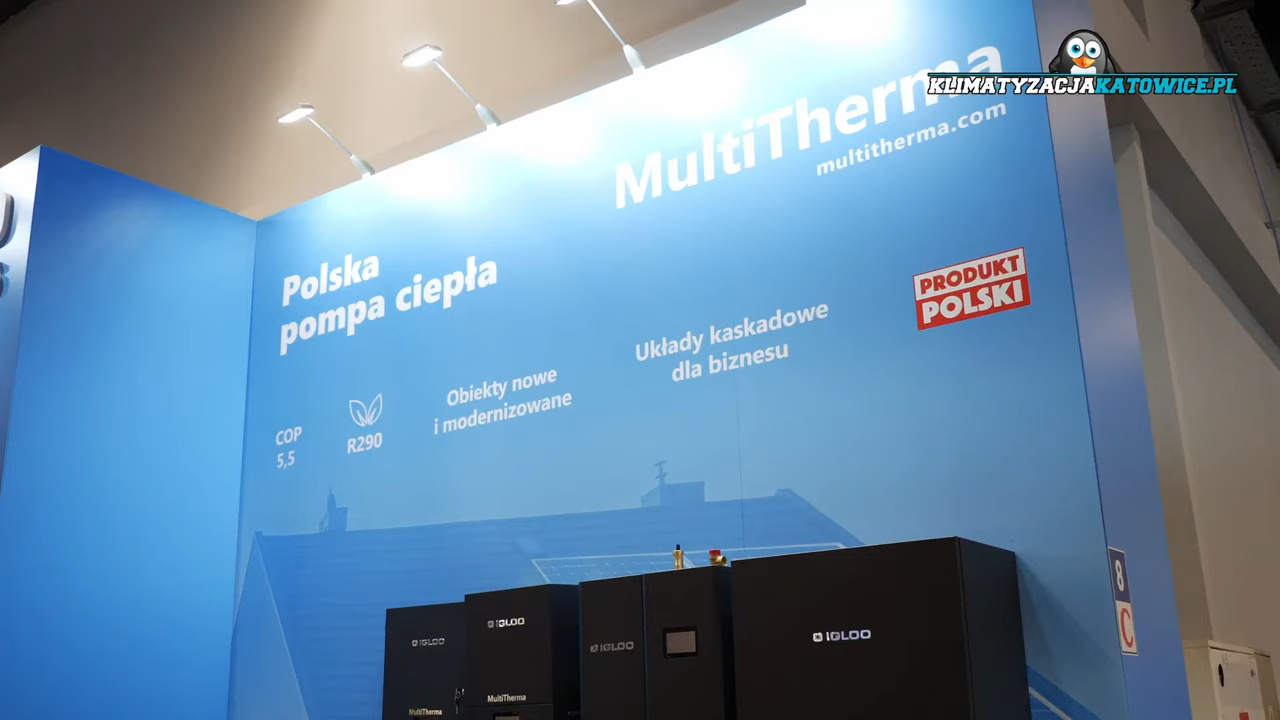 KLIMATYZACJAKATOWICE.PL
MultiTherma
multitherma.com
Polska
pompa ciepła
PRODUKT
POLSKI
Układy kaskadowe
dla biznesu
Obiekty nowe
i modernizowane
COP
5,5
R290
IGLOO
IGLOO
IGLOO
IGLOO
MultiTherma
MultiTherma
8
C